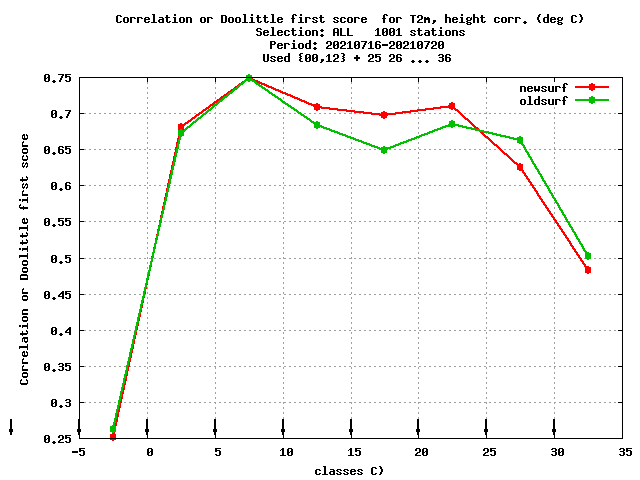 Correlation or Doolittle first score  for T2m, height corr. (deg C)
Selection: ALL   1001 stations
Period: 20210716-20210720
Used {00,12} + 25 26 ... 36
newsurf
oldsurf
0.75
0.7
0.65
0.6
0.55
0.5
0.45
0.4
0.35
0.3
0.25
Correlation or Doolittle first score
-5 0 5 10 15 20 25 30 35
classes C)